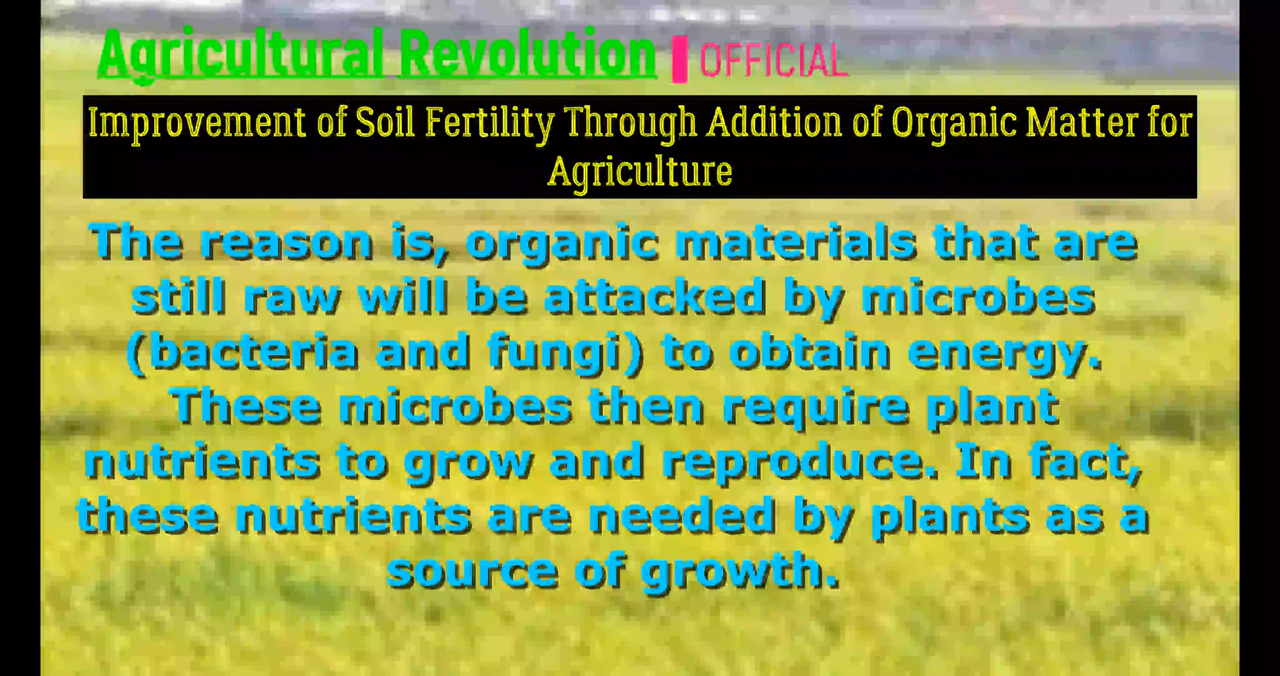 Agricultural Revolution OFFICIAL
Improvement of Soil Fertility Through Addition of Organic Matter for
Agriculture
The reason is, organic materials that are
still raw will be attacked by microbes
(bacteria and fungi) to obtain energy.
These microbes then require plant
nutrients to grow and reproduce. In fact,
these nutrients are needed by plants as a
source of growth.